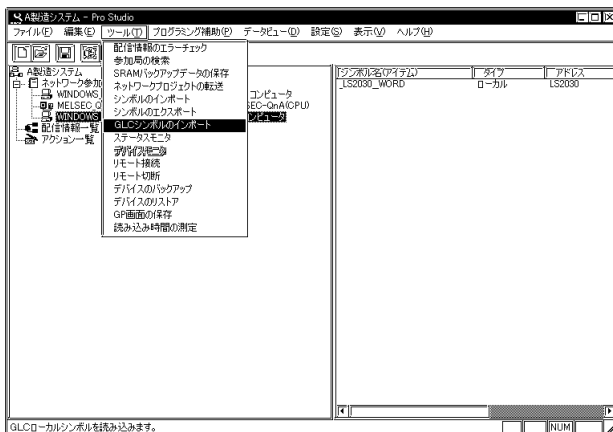 A製造システム - Pro Studio
ファイル(F) 編集(E) ツール(T) プログラミング補助(P) データビュー(D) 設定(S) 表示(V) ヘルプ(H)
配信情報のエラーチェック
参加局の検索
SRAMバックアップデータの保存
ネットワークプロジェクトの転送
シンボルのインポート
シンボルのエクスポート
GLCシンボルのインポート
ステータスモニタ
デバイスモニタ
リモート接続
リモート切断
デバイスのバックアップ
デバイスのリストア
GP画面の保存
読み込み時間の測定
A製造システム
ネットワーク参加
WINDOWS コンピュータ
MELSEC_Q SEC-QnA(CPU)
WINDOWS ンピュータ
配信情報一覧
アクション一覧
シンボル名(アイテム) タイプ アドレス
_LS2030_WORD ローカル LS2030
GLCローカルシンボルを読み込みます。
NUM